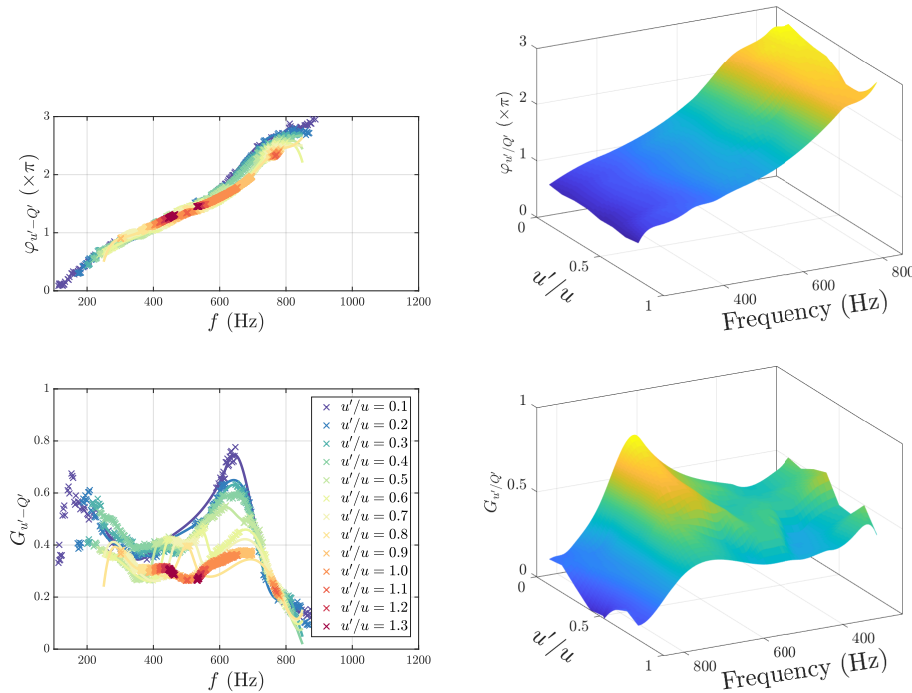 3
2
1
0
φu′−Q′ (×π)
200 400 600 800 1000 1200
f (Hz)
3
2
1
0
φu′/Q′ (×π)
0
0.5
1
u′/u
400 600 800
Frequency (Hz)
1
0.8
0.6
0.4
0.2
0
Gu′−Q′
200 400 600 800 1000 1200
f (Hz)
u′/u = 0.1
u′/u = 0.2
u′/u = 0.3
u′/u = 0.4
u′/u = 0.5
u′/u = 0.6
u′/u = 0.7
u′/u = 0.8
u′/u = 0.9
u′/u = 1.0
u′/u = 1.1
u′/u = 1.2
u′/u = 1.3
1
0.5
0
Gu′/Q′
0
0.5
1
u′/u
800 600 400
Frequency (Hz)